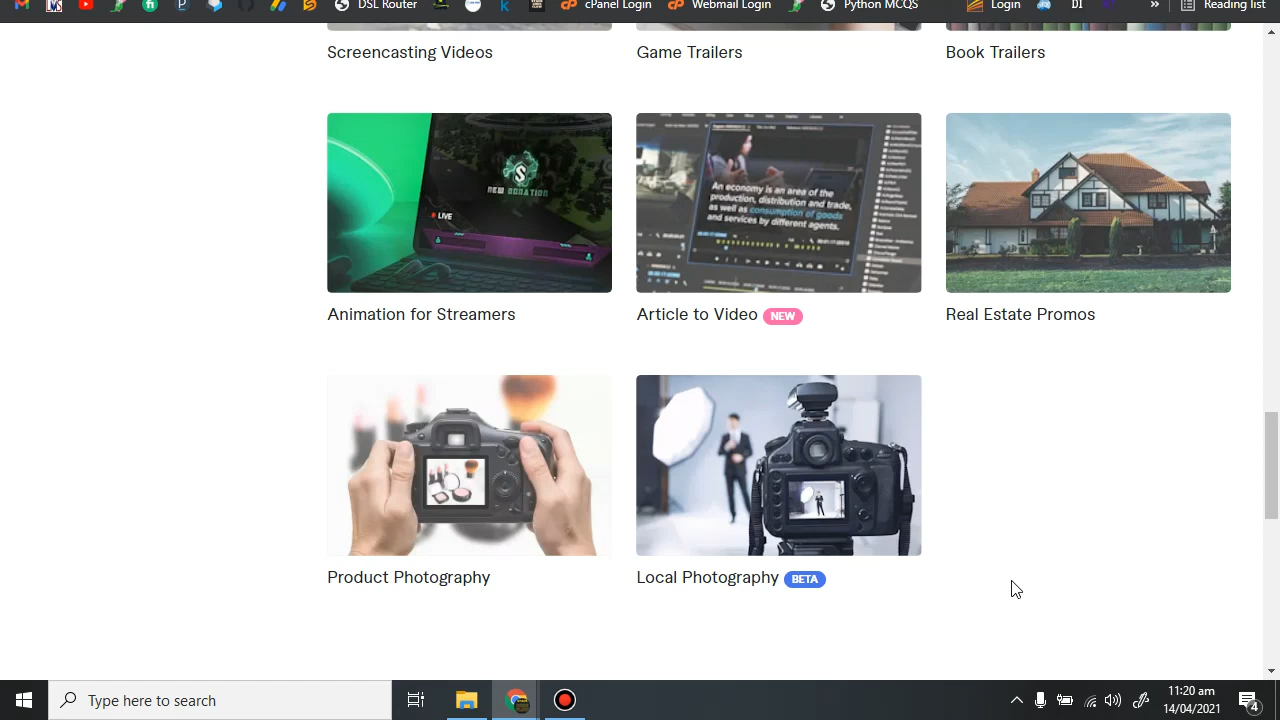 DSL Router
cPanel Login
Webmail Login
Python MCQS
Login
DI
»
Reading list
Screencasting Videos
Game Trailers
Book Trailers
S
NEW DONATION
LIVE
An economy is an area of the
production, distribution and trade,
as well as consumption of goods
and services by different agents.
Animation for Streamers
Article to Video NEW
Real Estate Promos
Product Photography
Local Photography BETA
Type here to search
11:20 am
14/04/2021
4